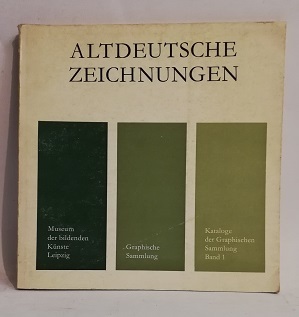 ALTDEUTSCHE
ZEICHNUNGEN
Museum
der bildenden
Künste
Leipzig
Graphische
Sammlung
Kataloge
der Graphischen
Sammlung
Band 1